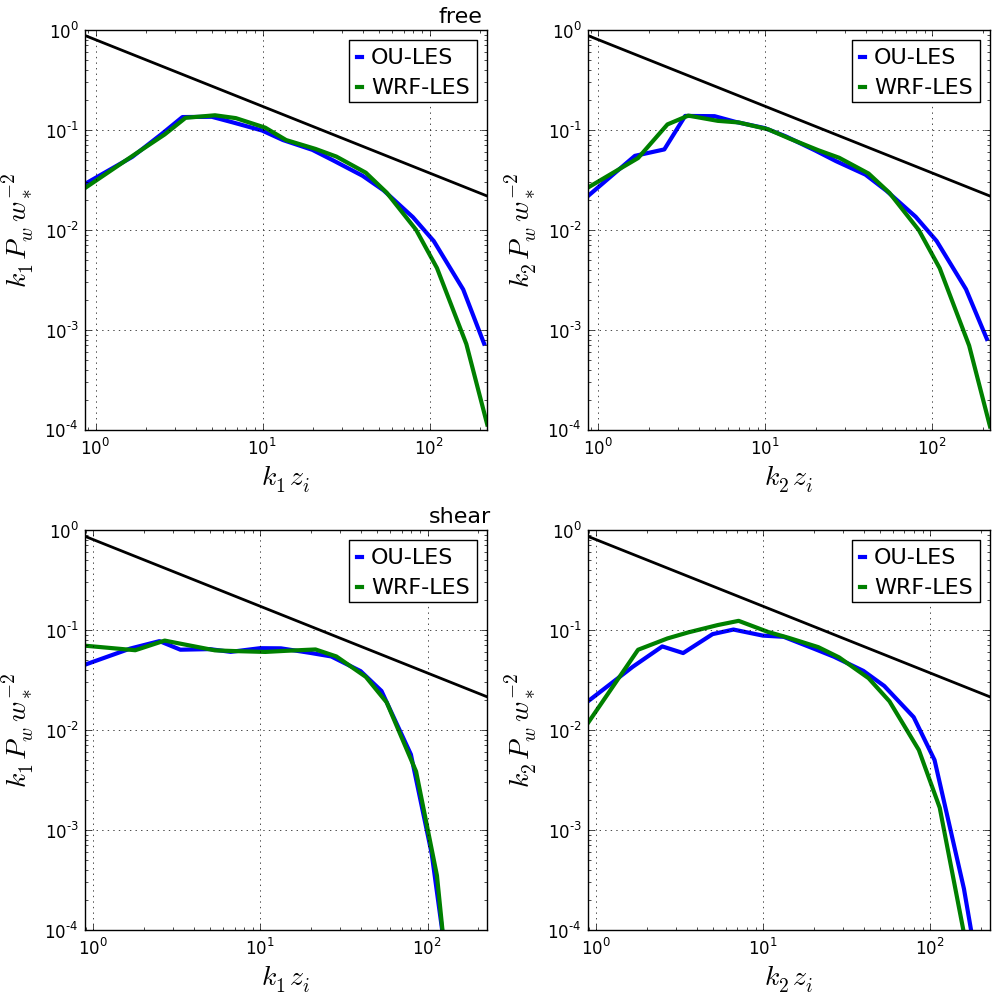 free
10⁰
10⁻¹
10⁻²
10⁻³
10⁻⁴
k₁ P_w w_*⁻²
OU-LES
WRF-LES
10⁰ 10¹ 10²
k₁ z_i
10⁰
10⁻¹
10⁻²
10⁻³
10⁻⁴
k₂ P_w w_*⁻²
OU-LES
WRF-LES
10⁰ 10¹ 10²
k₂ z_i
shear
10⁰
10⁻¹
10⁻²
10⁻³
10⁻⁴
k₁ P_w w_*⁻²
OU-LES
WRF-LES
10⁰ 10¹ 10²
k₁ z_i
10⁰
10⁻¹
10⁻²
10⁻³
10⁻⁴
k₂ P_w w_*⁻²
OU-LES
WRF-LES
10⁰ 10¹ 10²
k₂ z_i